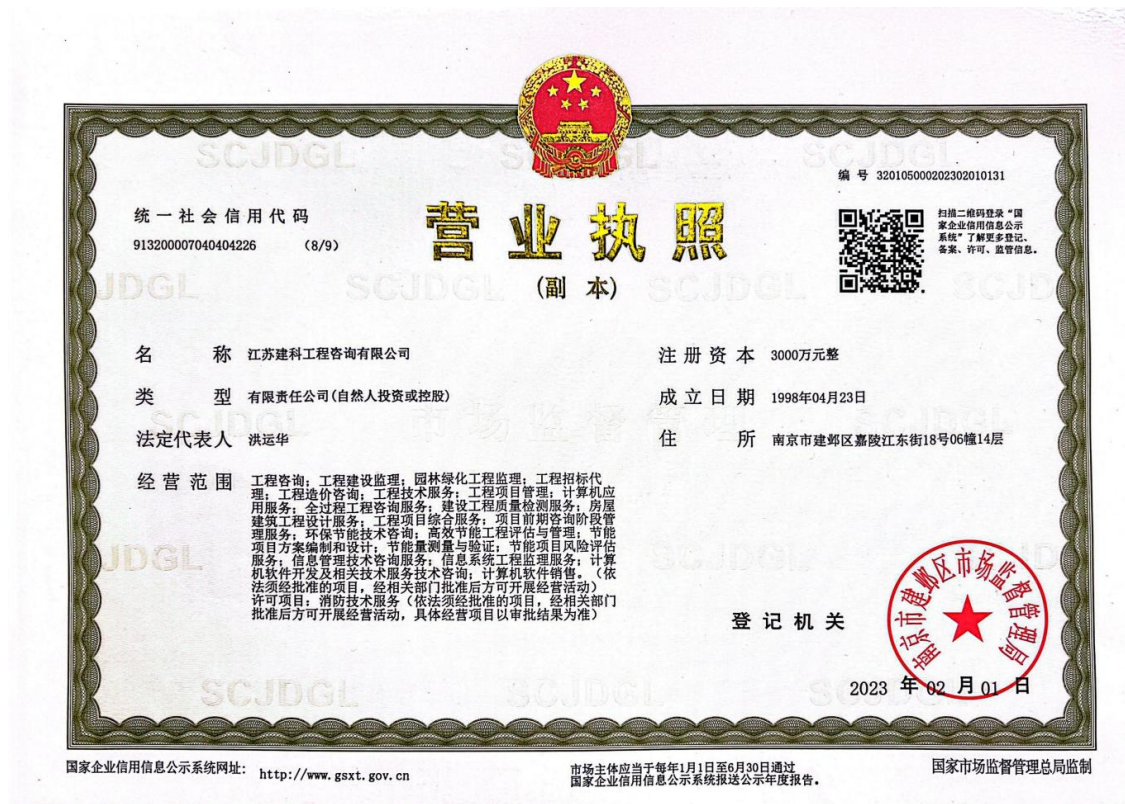 编 号 320105000202302010131
统一社会信用代码
913200007040404226 (8/9)
营业执照
(副 本)
扫描二维码登录“国
家企业信用信息公示
系统”了解更多登记、
备案、许可、监管信息。
名 称 江苏建科工程咨询有限公司
注册资本 3000万元整
类 型 有限责任公司(自然人投资或控股)
成立日期 1998年04月23日
法定代表人 洪运华
住 所 南京市建邺区嘉陵江东街18号06幢14层
经营范围 工程咨询；工程建设监理；园林绿化工程监理；工程招标代
理；工程造价咨询；工程技术服务；工程项目管理；计算机应
用服务；全过程工程咨询服务；建设工程质量检测服务；房屋
建筑工程设计服务；工程项目综合服务；项目前期咨询阶段管
理服务；环保节能技术咨询；高效节能工程评估与管理；节能
项目方案编制和设计；节能量测量与验证；节能项目风险评估
服务；信息管理技术咨询服务；信息系统工程监理服务；计算
机软件开发及相关技术服务技术咨询；计算机软件销售。（依
法须经批准的项目，经相关部门批准后方可开展经营活动）
许可项目：消防技术服务（依法须经批准的项目，经相关部门
批准后方可开展经营活动，具体经营项目以审批结果为准）
登记机关
南京市建邺区市场监督管理局
2023 年 02 月 01 日
国家企业信用信息公示系统网址： http://www.gsxt.gov.cn
市场主体应当于每年1月1日至6月30日通过
国家企业信用信息公示系统报送公示年度报告。
国家市场监督管理总局监制
SCJDGL
市场监督管理